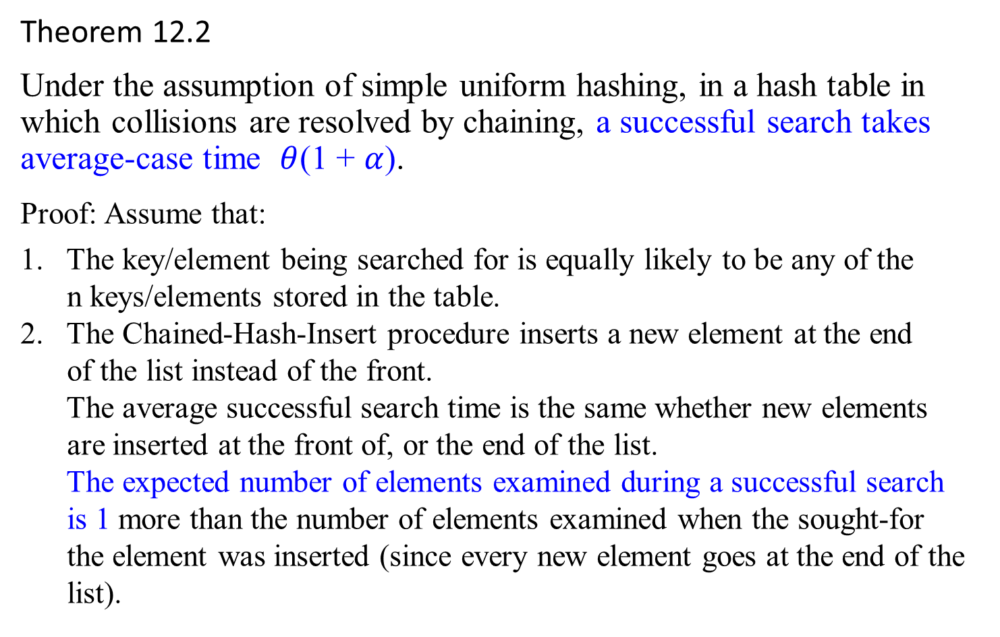 Theorem 12.2
Under the assumption of simple uniform hashing, in a hash table in
which collisions are resolved by chaining, a successful search takes
average-case time θ(1 + α).
Proof: Assume that:
1. The key/element being searched for is equally likely to be any of the
n keys/elements stored in the table.
2. The Chained-Hash-Insert procedure inserts a new element at the end
of the list instead of the front.
The average successful search time is the same whether new elements
are inserted at the front of, or the end of the list.
The expected number of elements examined during a successful search
is 1 more than the number of elements examined when the sought-for
the element was inserted (since every new element goes at the end of the
list).